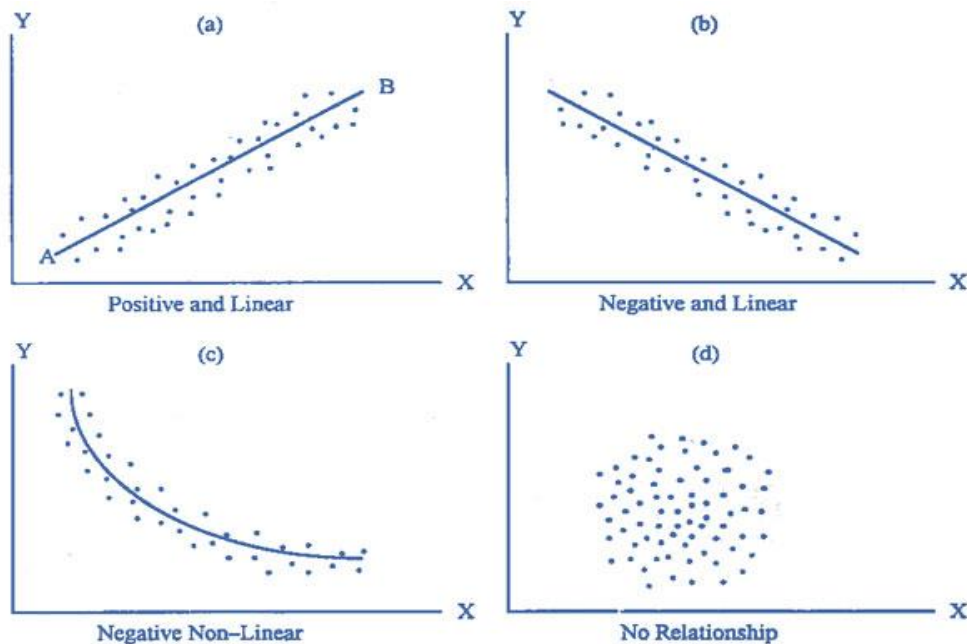 Y
(a)
B
A
X
Positive and Linear
Y
(b)
X
Negative and Linear
Y
(c)
X
Negative Non–Linear
Y
(d)
X
No Relationship